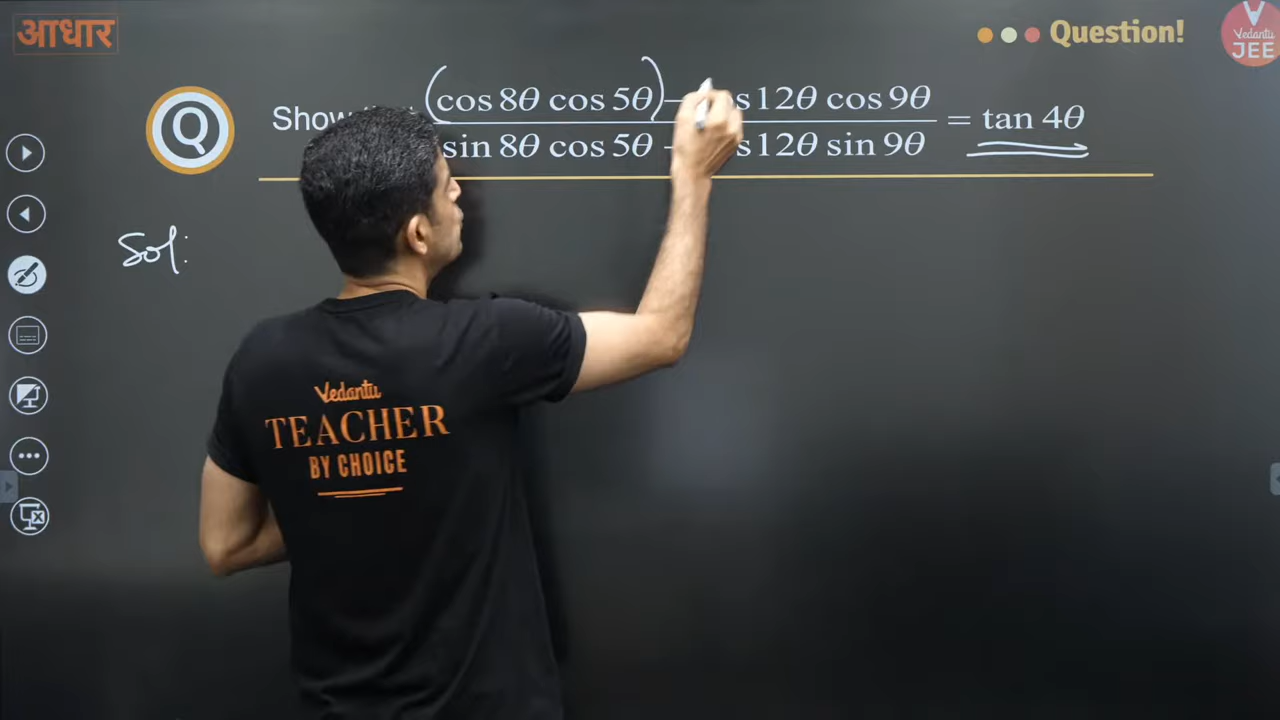 आधार
Question!
Vedantu
JEE
Q
Show cos 8θ cos 5θ) − s 12θ cos 9θ = tan 4θ
sin 8θ cos 5θ s 12θ sin 9θ
Sol:
Vedantu
TEACHER
BY CHOICE